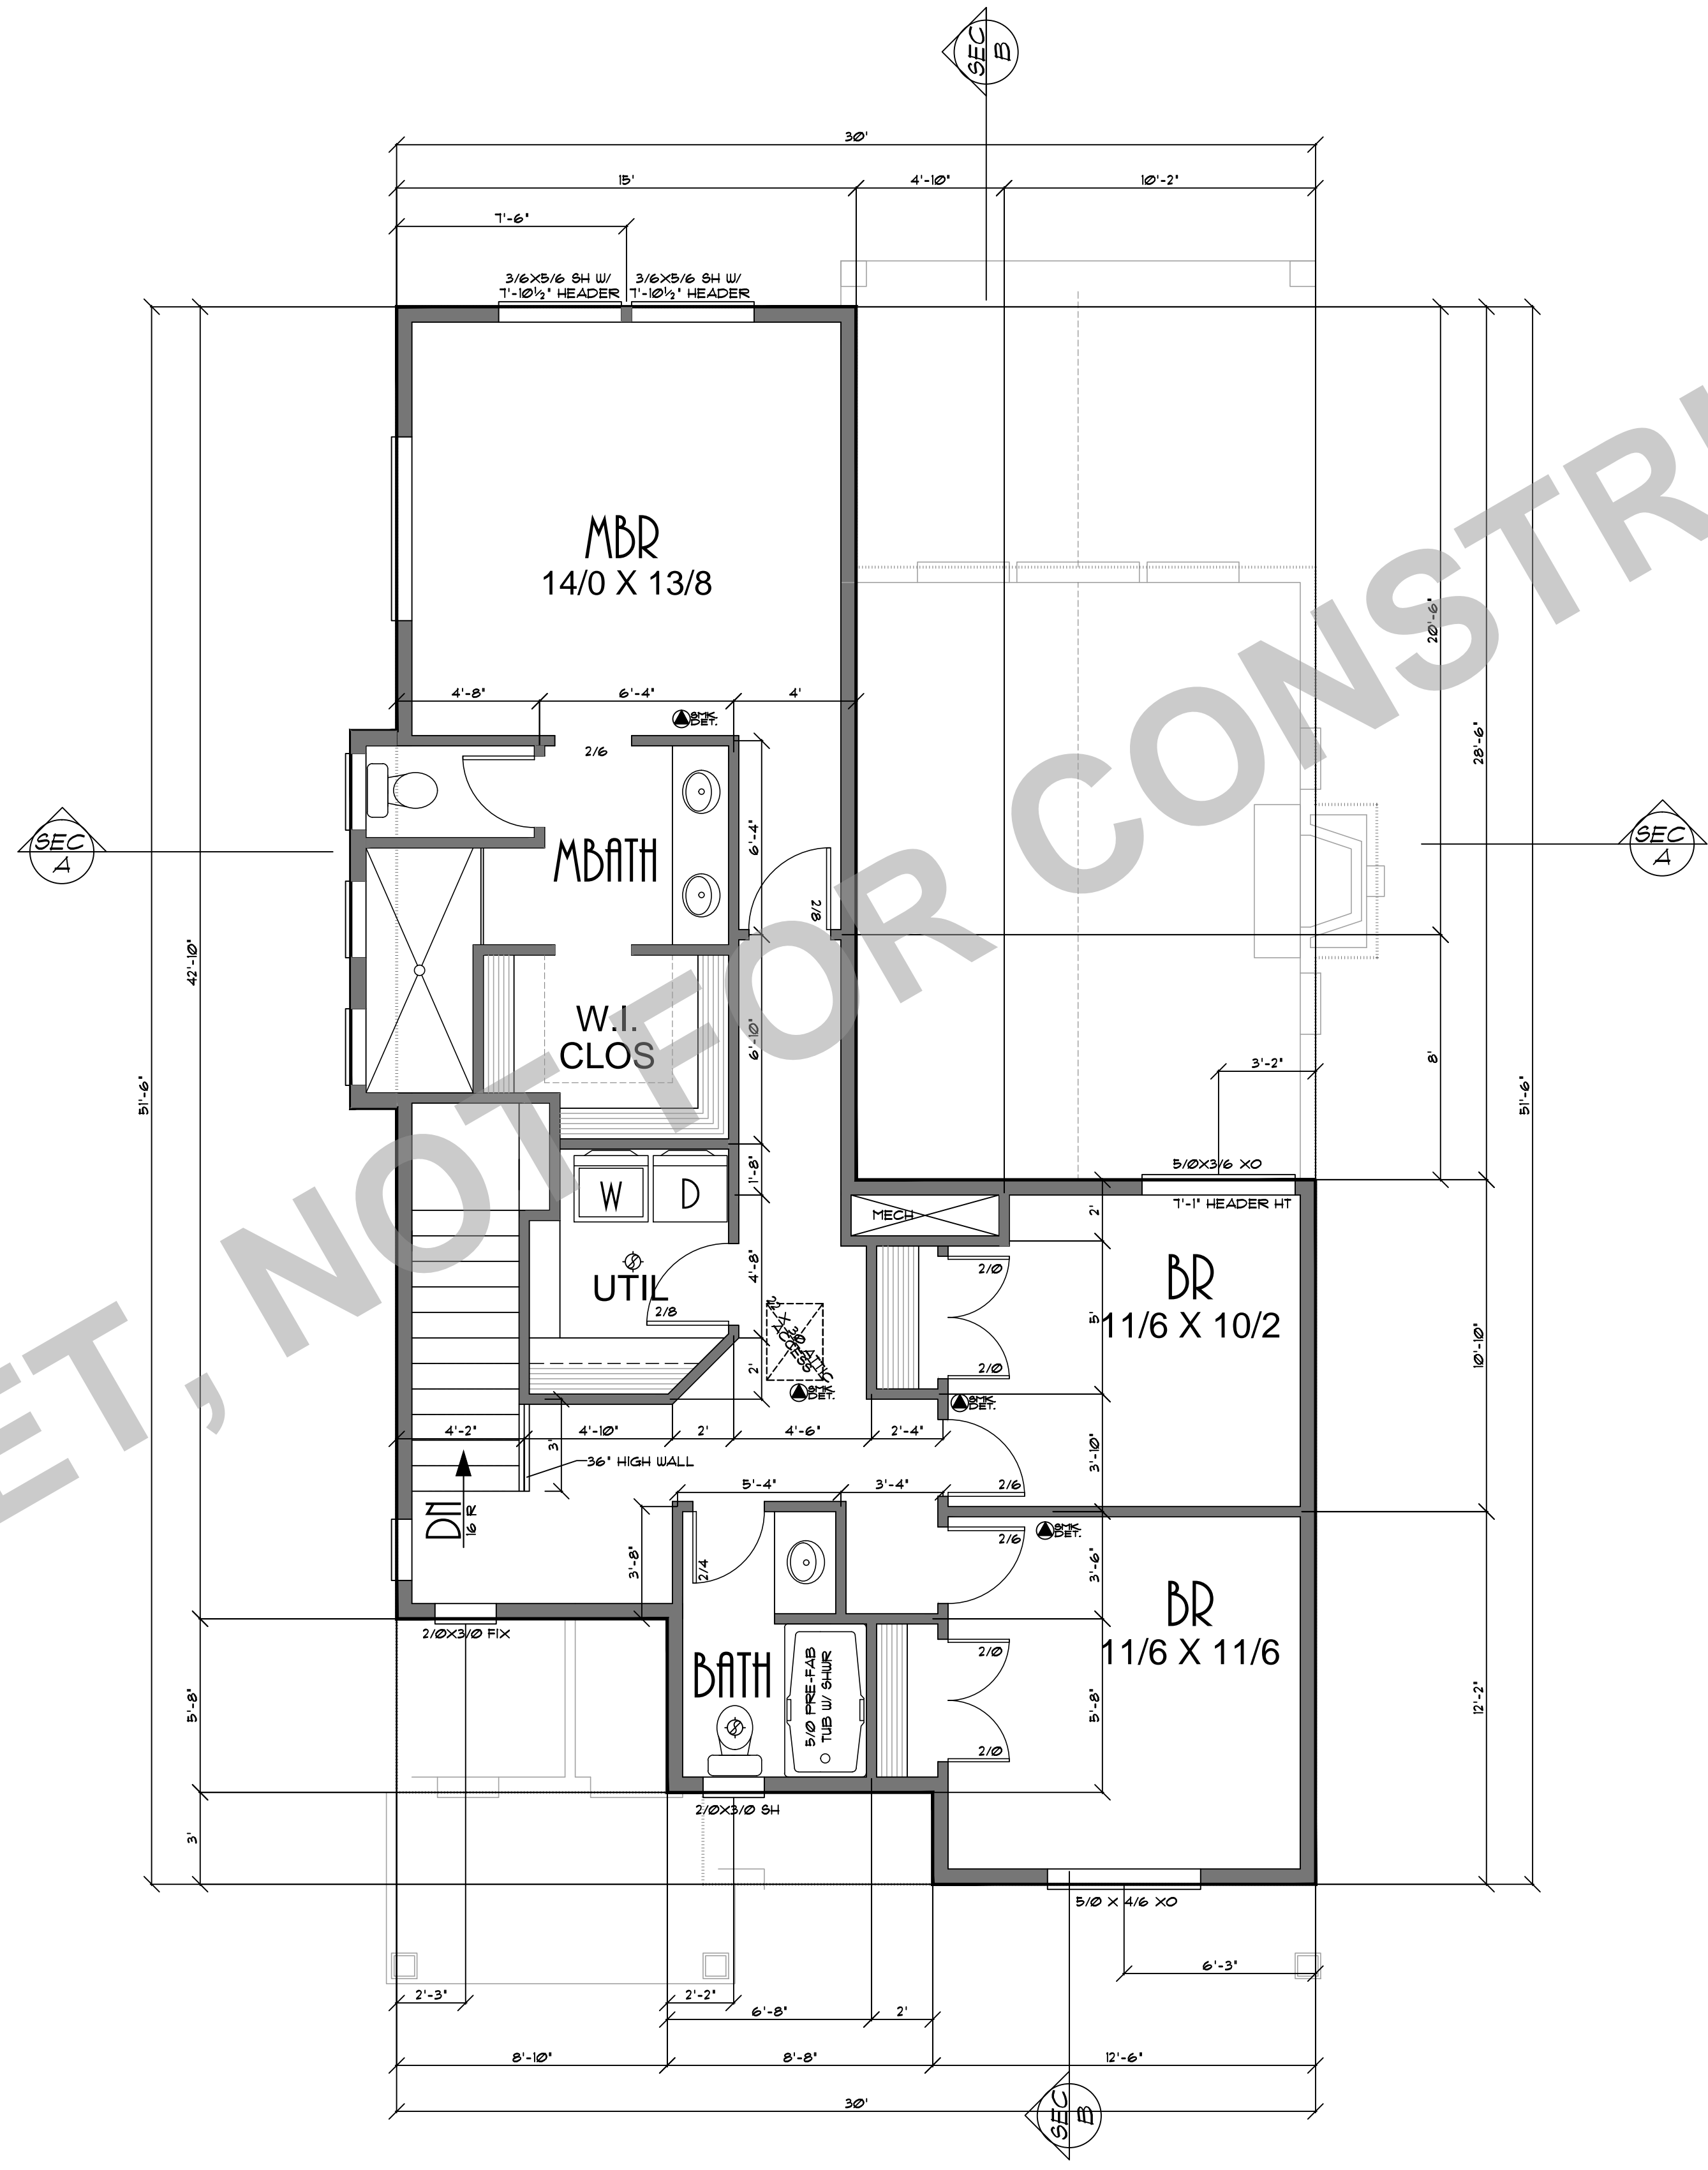 SEC
B
30'
15'
4'-10"
10'-2"
7'-6"
3/6X5/6 SH W/
7'-10½" HEADER
3/6X5/6 SH W/
7'-10½" HEADER
MBR
14/0 X 13/8
20'-6"
28'-6"
4'-8"
6'-4"
4'
SMK
DET.
2/6
SEC
A
MBATH
6'-4"
2/8
SEC
A
42'-10"
W.I.
CLOS
6'-10"
8'
3'-2"
51'-6"
51'-6"
1'-8"
5/0X3/6 XO
7'-1" HEADER HT
W
D
MECH
2'
2/0
4'-8"
UTIL
2/8
BR
11/6 X 10/2
5'
10'-10"
2'
22 X 30 ATTIC
ACCESS
2/0
SMK
DET.
SMK
DET.
4'-2"
4'-10"
2'
4'-6"
2'-4"
3'
36" HIGH WALL
3'-10"
5'-4"
3'-4"
2/6
DN
16 R
2/6
SMK
DET.
3'-8"
2/4
3'-6"
BR
11/6 X 11/6
2/0X3/0 FIX
BATH
5/0 PRE-FAB
TUB W/ SHWR
2/0
5'-8"
5'-8"
12'-2"
2/0
2/0X3/0 SH
3'
5/0 X 4/6 XO
6'-3"
2'-3"
2'-2"
6'-8"
2'
8'-10"
8'-8"
12'-6"
30'
SEC
B
ET, NOT FOR CONSTR